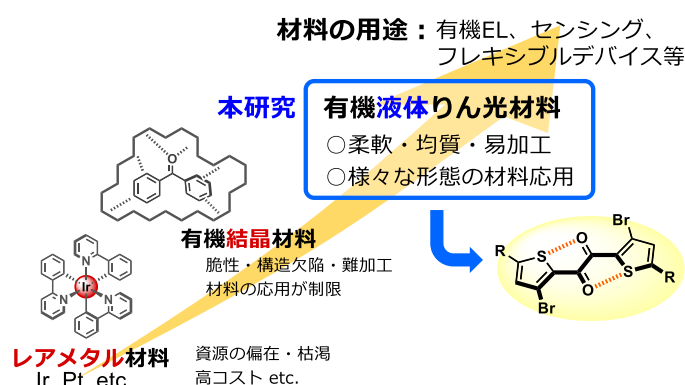 材料の用途：有機EL、センシング、
フレキシブルデバイス等
本研究 有機液体りん光材料
○柔軟・均質・易加工
○様々な形態の材料応用
O
有機結晶材料
脆性・構造欠陥・難加工
材料の応用が制限
Br
R S O
O S R
Br
N
Ir
N N
レアメタル材料
Ir, Pt, etc.
資源の偏在・枯渇
高コスト etc.